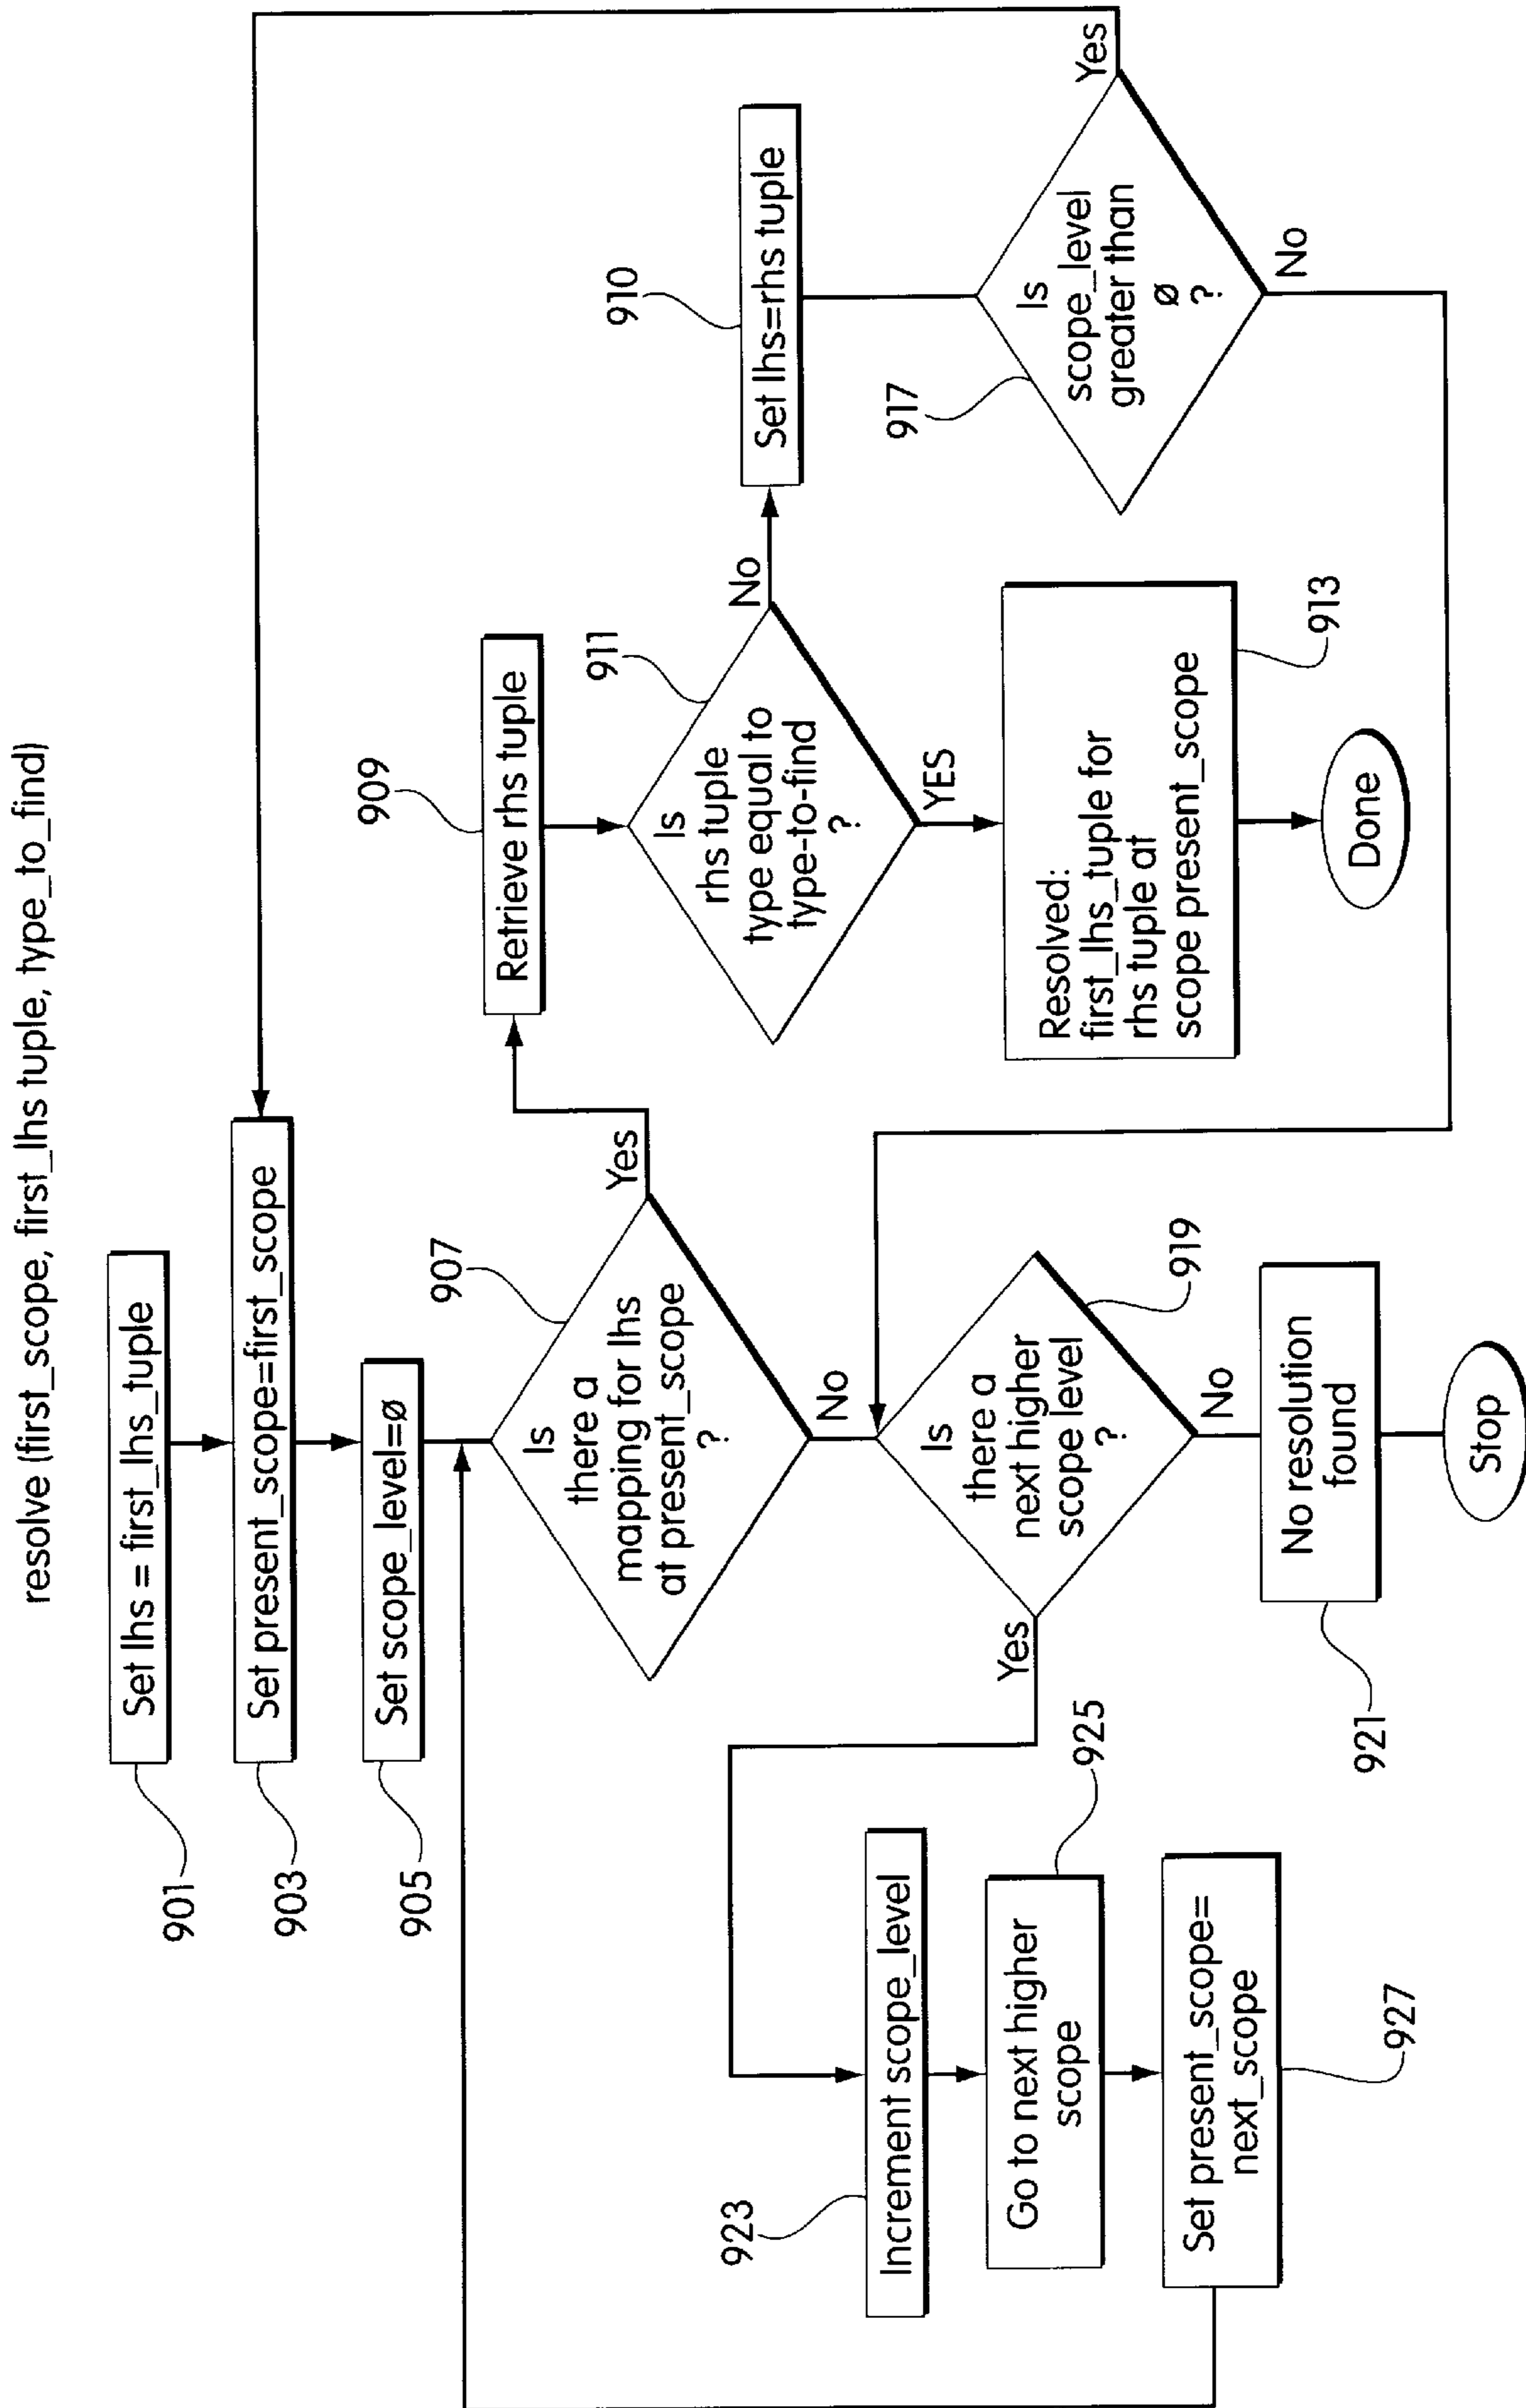 resolve (first_scope, first_lhs tuple, type_to_find)
Set lhs = first_lhs_tuple
901
Set present_scope=first_scope
903
Set scope_level=ø
905
Is
there a
mapping for lhs
at present_scope
?
907
Yes
No
Retrieve rhs tuple
909
Is
rhs tuple
type equal to
type-to-find
?
911
No
YES
Set lhs=rhs tuple
910
Resolved:
first_lhs_tuple for
rhs tuple at
scope present_scope
913
Done
Is
scope_level
greater than
ø
?
917
Yes
No
Is
there a
next higher
scope level
?
919
Yes
No
No resolution
found
921
Stop
Increment scope_level
923
Go to next higher
scope
925
Set present_scope=
next_scope
927